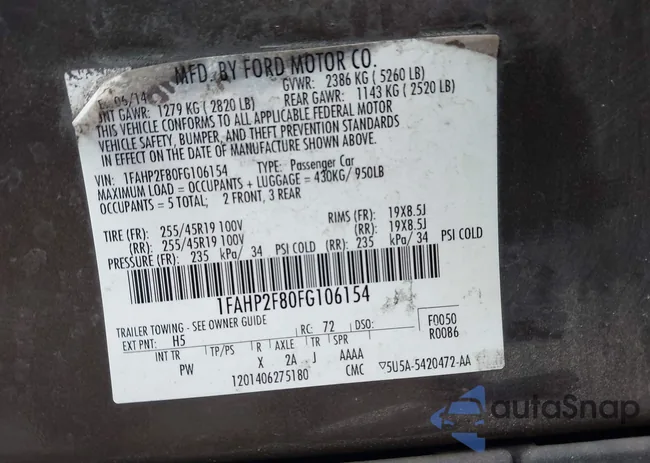 MFD. BY FORD MOTOR CO.
06/14 GVWR: 2386 KG (5260 LB)
FNT GAWR: 1279 KG (2820 LB) REAR GAWR: 1143 KG (2520 LB)
THIS VEHICLE CONFORMS TO ALL APPLICABLE FEDERAL MOTOR
VEHICLE SAFETY, BUMPER, AND THEFT PREVENTION STANDARDS
IN EFFECT ON THE DATE OF MANUFACTURE SHOWN ABOVE.
VIN: 1FAHP2F80FG106154 TYPE: Passenger Car
MAXIMUM LOAD = OCCUPANTS + LUGGAGE = 430KG/ 950LB
OCCUPANTS = 5 TOTAL; 2 FRONT, 3 REAR
TIRE (FR): 255/45R19 100V RIMS (FR): 19X8.5J
(RR): 255/45R19 100V (RR): 19X8.5J
PRESSURE (FR): 235 kPa/ 34 PSI COLD (RR): 235 kPa/ 34 PSI COLD
1FAHP2F80FG106154
TRAILER TOWING - SEE OWNER GUIDE
EXT PNT: H5 RC: 72 DSO: F0050
R0086
INT TR TP/PS R AXLE TR SPR
PW X 2A J AAAA
1201406275180 CMC 5U5A-5420472-AA
autoSnap